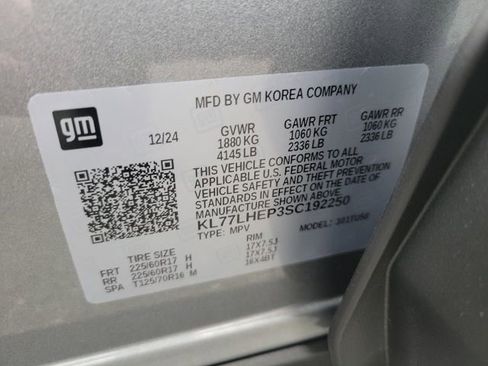 MFD BY GM KOREA COMPANY
gm
12/24 GVWR GAWR FRT GAWR RR
1880 KG 1060 KG 1060 KG
4145 LB 2336 LB 2336 LB
THIS VEHICLE CONFORMS TO ALL
APPLICABLE U.S. FEDERAL MOTOR
VEHICLE SAFETY AND THEFT PREVENTION
STANDARDS IN EFFECT ON THE DATE OF
MANUFACTURE SHOWN ABOVE.
KL77LHEP3SC192250
TYPE: MPV MODEL: 101TU58
TIRE SIZE RIM
FRT 225/60R17 H 17X7.5J
RR 225/60R17 H 17X7.5J
SPA T125/70R16 M 16X4BT